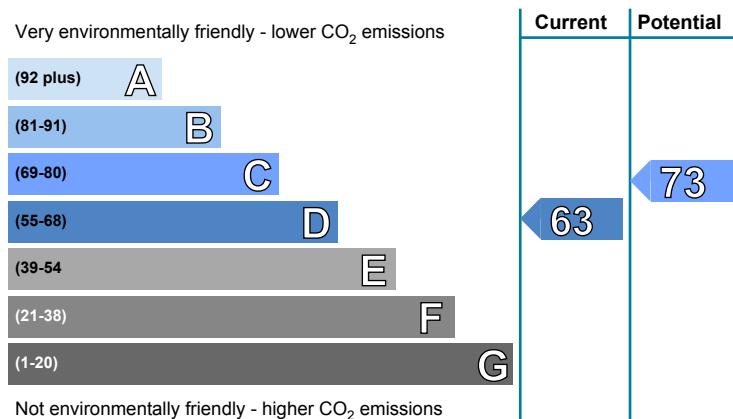 Very environmentally friendly - lower CO2 emissions
Current
Potential
(92 plus) A
(81-91) B
(69-80) C
(55-68) D
(39-54 E
(21-38) F
(1-20) G
63
73
Not environmentally friendly - higher CO2 emissions